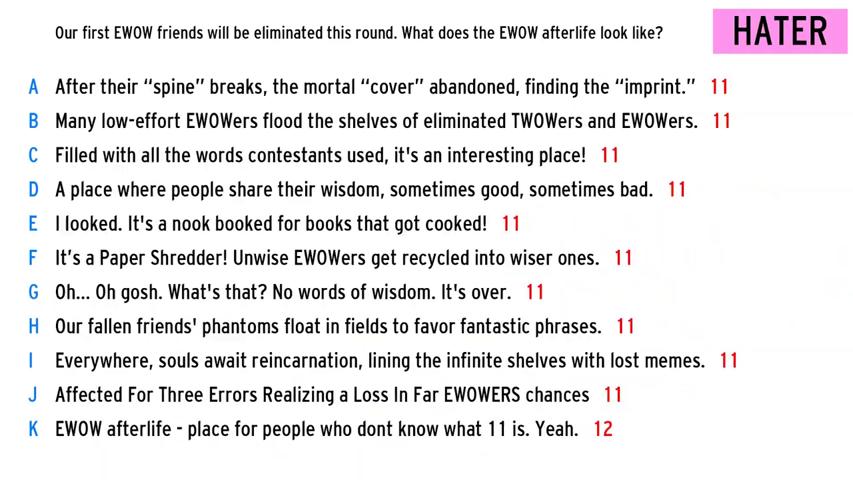 Our first EWOW friends will be eliminated this round. What does the EWOW afterlife look like?
HATER
A After their “spine” breaks, the mortal “cover” abandoned, finding the “imprint.” 11
B Many low-effort EWOWers flood the shelves of eliminated TWOWers and EWOWers. 11
C Filled with all the words contestants used, it's an interesting place! 11
D A place where people share their wisdom, sometimes good, sometimes bad. 11
E I looked. It's a nook booked for books that got cooked! 11
F It’s a Paper Shredder! Unwise EWOWers get recycled into wiser ones. 11
G Oh... Oh gosh. What's that? No words of wisdom. It's over. 11
H Our fallen friends' phantoms float in fields to favor fantastic phrases. 11
I Everywhere, souls await reincarnation, lining the infinite shelves with lost memes. 11
J Affected For Three Errors Realizing a Loss In Far EWOWERS chances 11
K EWOW afterlife - place for people who dont know what 11 is. Yeah. 12